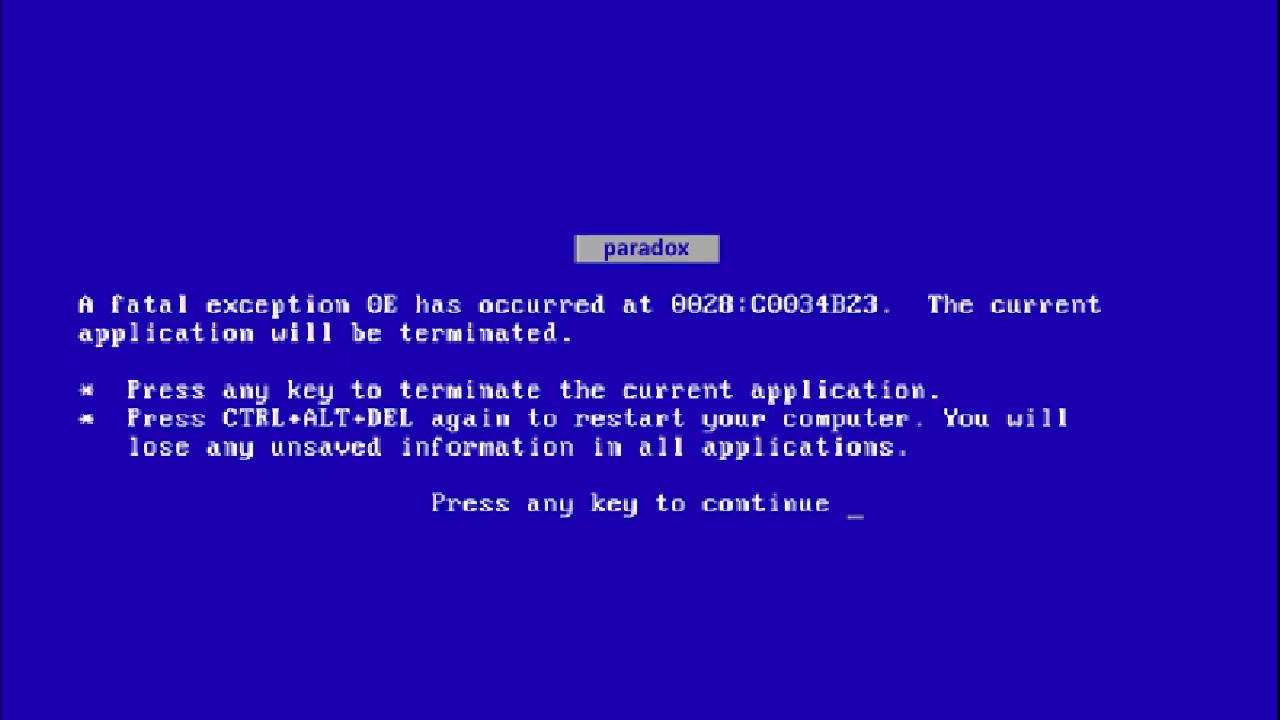 paradox
A fatal exception 0E has occurred at 0028:C0034B23. The current
application will be terminated.
* Press any key to terminate the current application.
* Press CTRL+ALT+DEL again to restart your computer. You will
lose any unsaved information in all applications.
Press any key to continue _